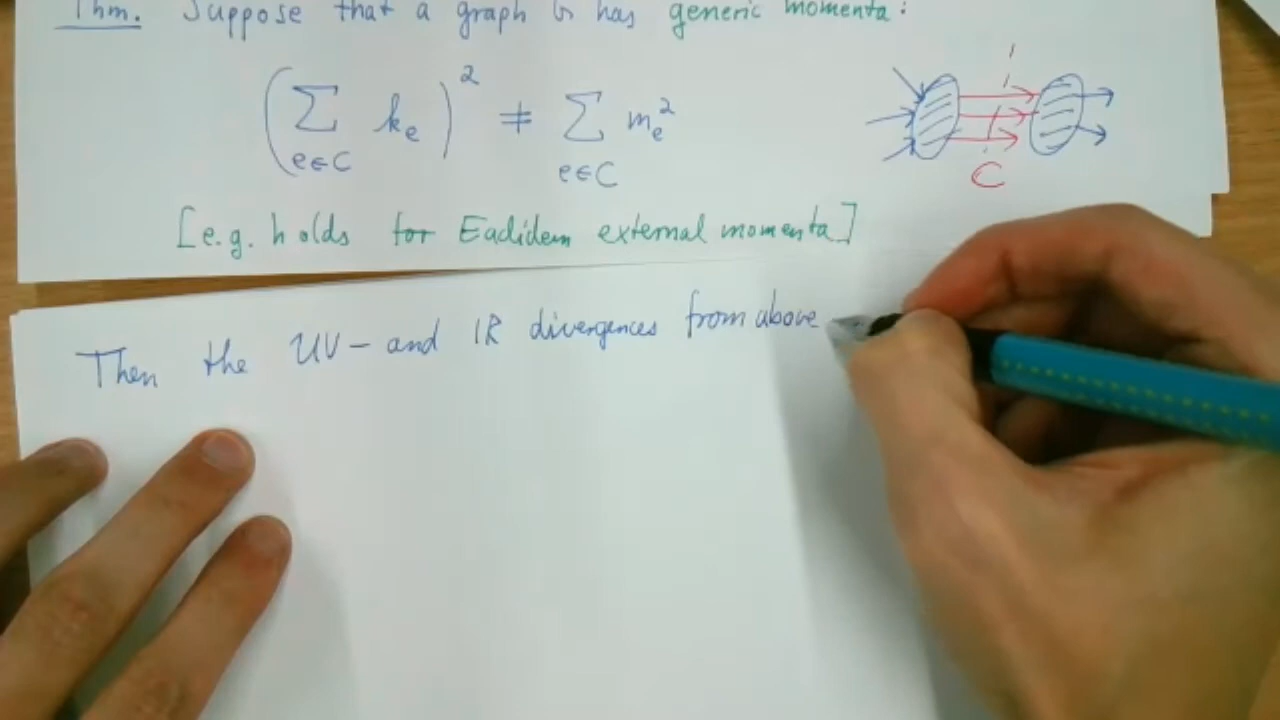 Thm. Suppose that a graph G has generic momenta:
( ∑_{e∈C} k_e )^2 ≠ ∑_{e∈C} m_e^2
C
[e.g. holds for Euclidean external momenta]
Then the UV- and IR divergences from above